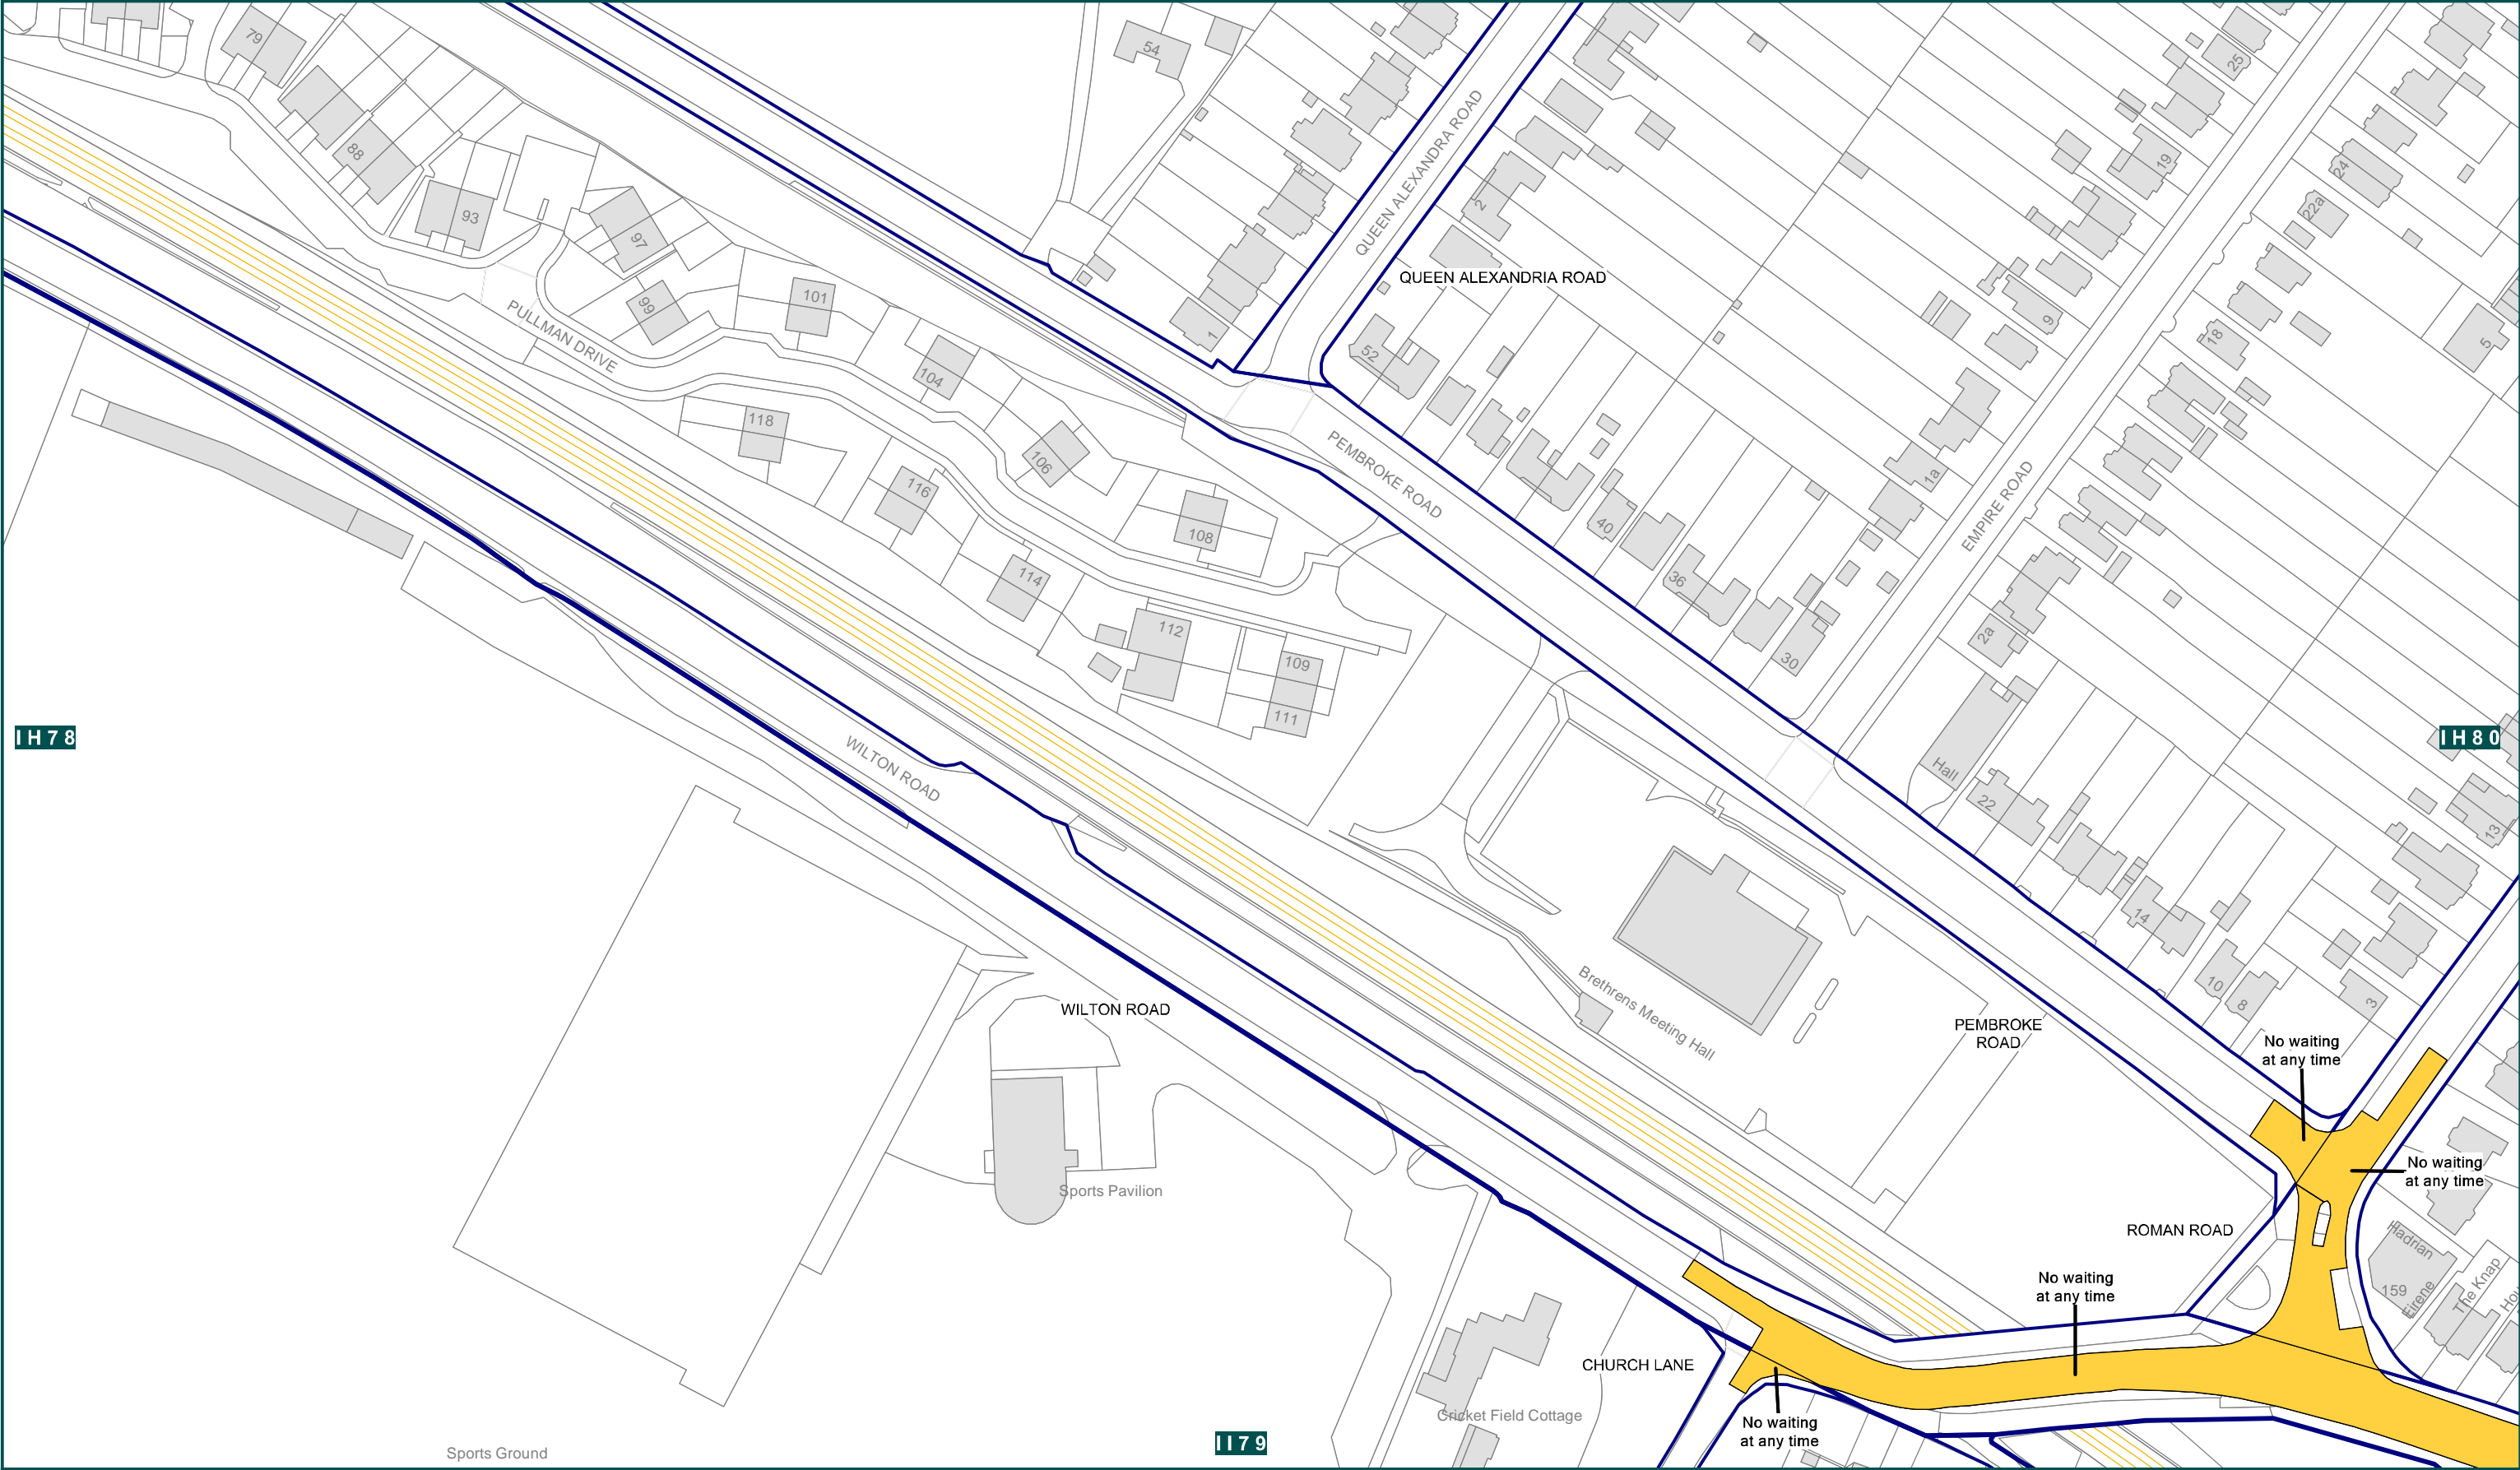 79
54
25
88
19
24
93
2
22a
97
QUEEN ALEXANDRA ROAD
QUEEN ALEXANDRIA ROAD
99
101
PULLMAN DRIVE
1
9
18
5
52
104
118
106
116
PEMBROKE ROAD
1a
EMPIRE ROAD
108
40
114
36
112
2a
30
109
111
IH78
IH80
WILTON ROAD
Hall
22
13
14
10
8
3
WILTON ROAD
Brethrens Meeting Hall
PEMBROKE
ROAD
No waiting
at any time
No waiting
at any time
Sports Pavilion
ROMAN ROAD
Hadrian
159
Eirene
The Knap
No waiting
at any time
CHURCH LANE
Cricket Field Cottage
No waiting
at any time
II79
Sports Ground